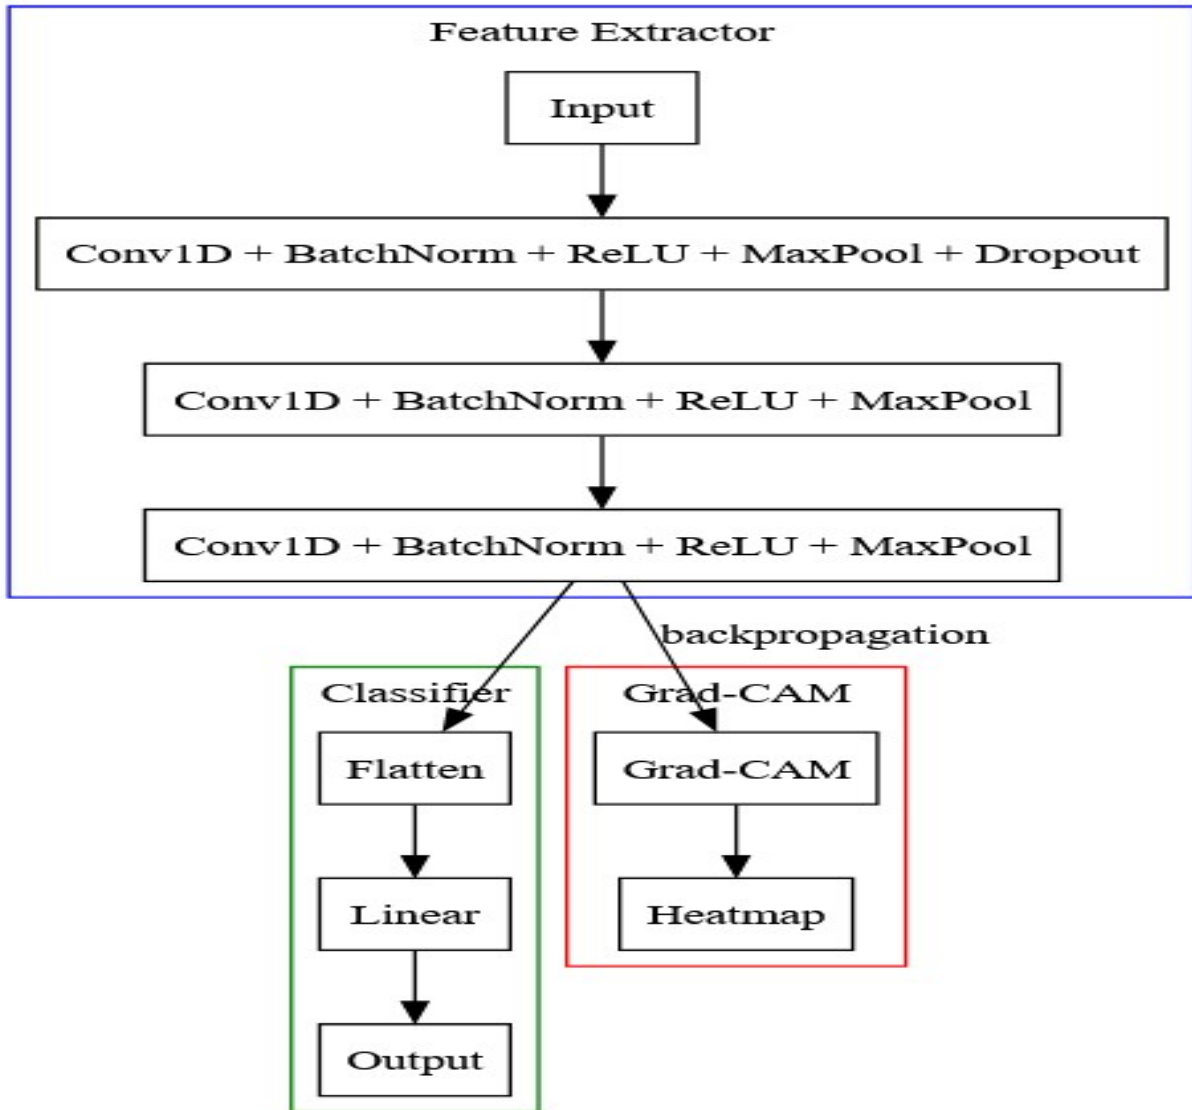 Feature Extractor
Input
Conv1D + BatchNorm + ReLU + MaxPool + Dropout
Conv1D + BatchNorm + ReLU + MaxPool
Conv1D + BatchNorm + ReLU + MaxPool
backpropagation
Classifier
Flatten
Linear
Output
Grad-CAM
Grad-CAM
Heatmap